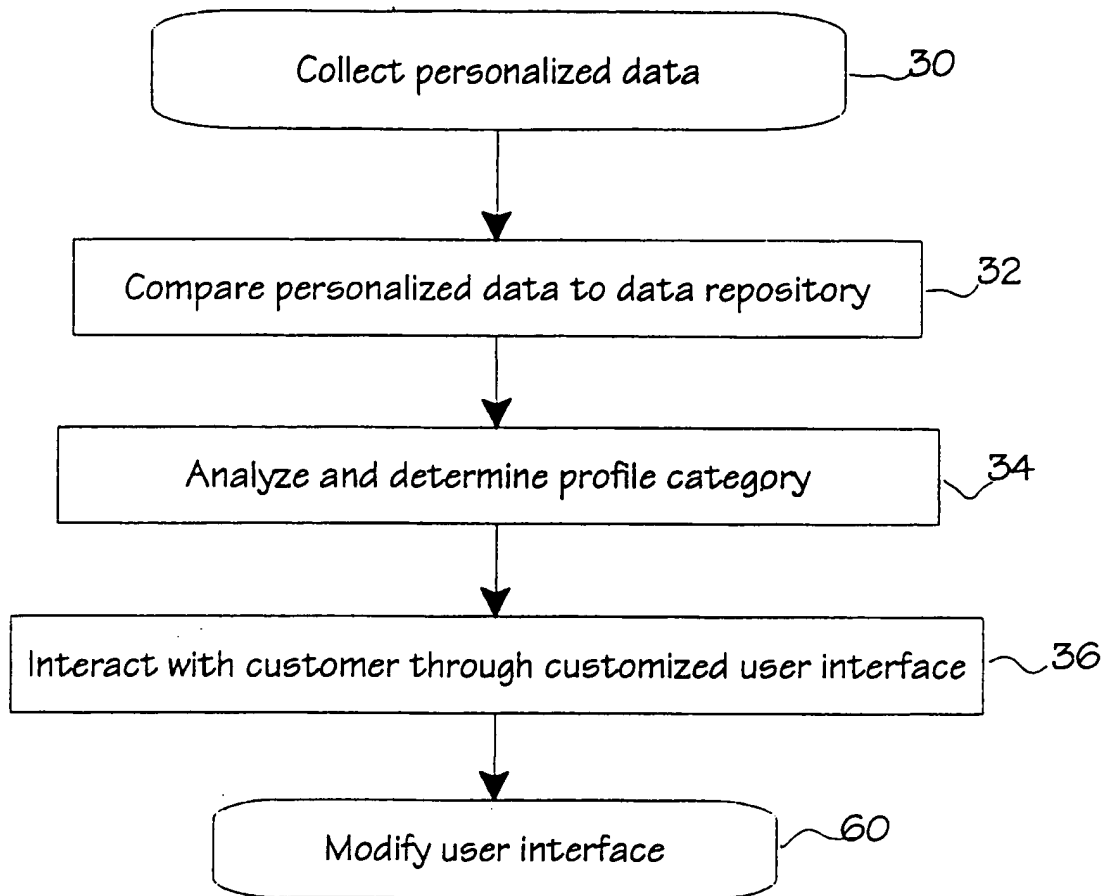 Collect personalized data
30
Compare personalized data to data repository
32
Analyze and determine profile category
34
Interact with customer through customized user interface
36
Modify user interface
60